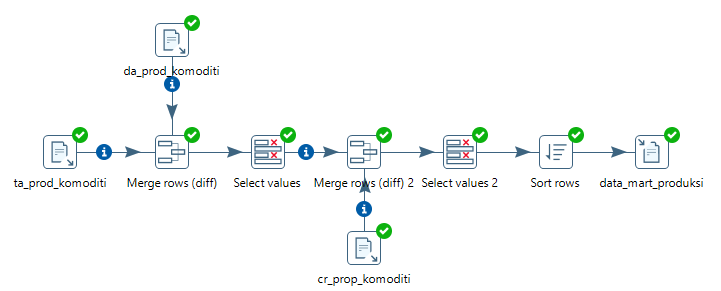 da_prod_komoditi
ta_prod_komoditi
Merge rows (diff)
Select values
Merge rows (diff) 2
Select values 2
Sort rows
data_mart_produksi
cr_prop_komoditi